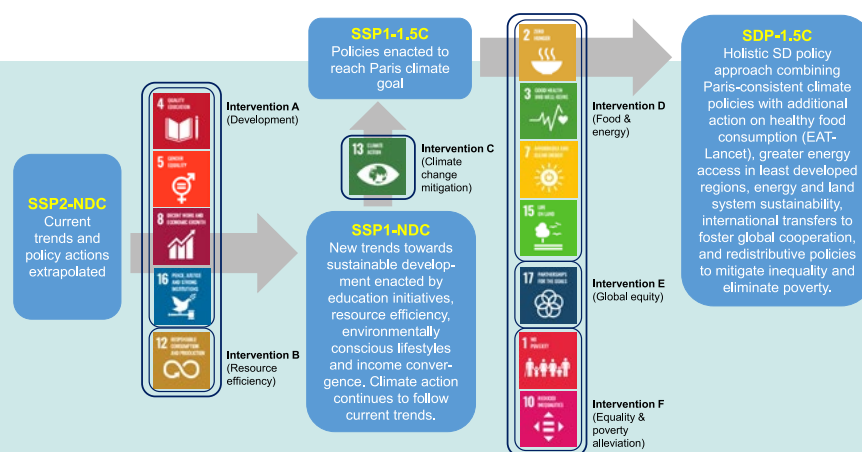 SSP2-NDC
Current
trends and
policy actions
extrapolated
4 QUALITY
EDUCATION
5 GENDER
EQUALITY
8 DECENT WORK AND
ECONOMIC GROWTH
16 PEACE, JUSTICE
AND STRONG
INSTITUTIONS
12 RESPONSIBLE
CONSUMPTION
AND PRODUCTION
Intervention A
(Development)
Intervention B
(Resource
efficiency)
SSP1-1.5C
Policies enacted to
reach Paris climate
goal
13 CLIMATE
ACTION
Intervention C
(Climate
change
mitigation)
SSP1-NDC
New trends towards
sustainable develop-
ment enacted by
education initiatives,
resource efficiency,
environmentally
conscious lifestyles
and income conver-
gence. Climate action
continues to follow
current trends.
2 ZERO
HUNGER
3 GOOD HEALTH
AND WELL-BEING
7 AFFORDABLE AND
CLEAN ENERGY
15 LIFE
ON LAND
17 PARTNERSHIPS
FOR THE GOALS
1 NO
POVERTY
10 REDUCED
INEQUALITIES
Intervention D
(Food &
energy)
Intervention E
(Global equity)
Intervention F
(Equality &
poverty
alleviation)
SDP-1.5C
Holistic SD policy
approach combining
Paris-consistent climate
policies with additional
action on healthy food
consumption (EAT-
Lancet), greater energy
access in least developed
regions, energy and land
system sustainability,
international transfers to
foster global cooperation,
and redistributive policies
to mitigate inequality and
eliminate poverty.